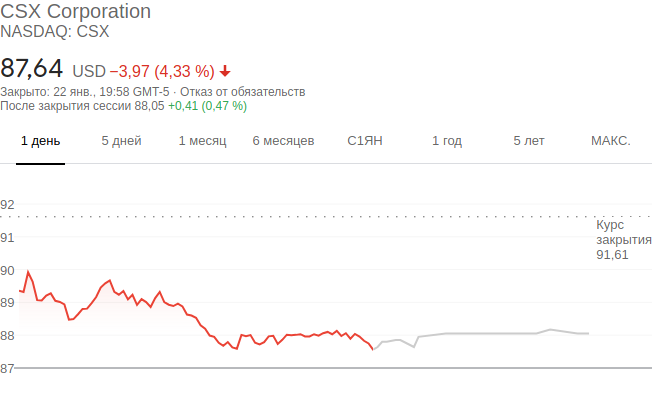 CSX Corporation
NASDAQ: CSX
87,64 USD −3,97 (4,33 %)
Закрыто: 22 янв., 19:58 GMT-5 · Отказ от обязательств
После закрытия сессии 88,05 +0,41 (0,47 %)
1 день 5 дней 1 месяц 6 месяцев С1ЯН 1 год 5 лет МАКС.
92
Курс
закрытия
91,61
91
90
89
88
87